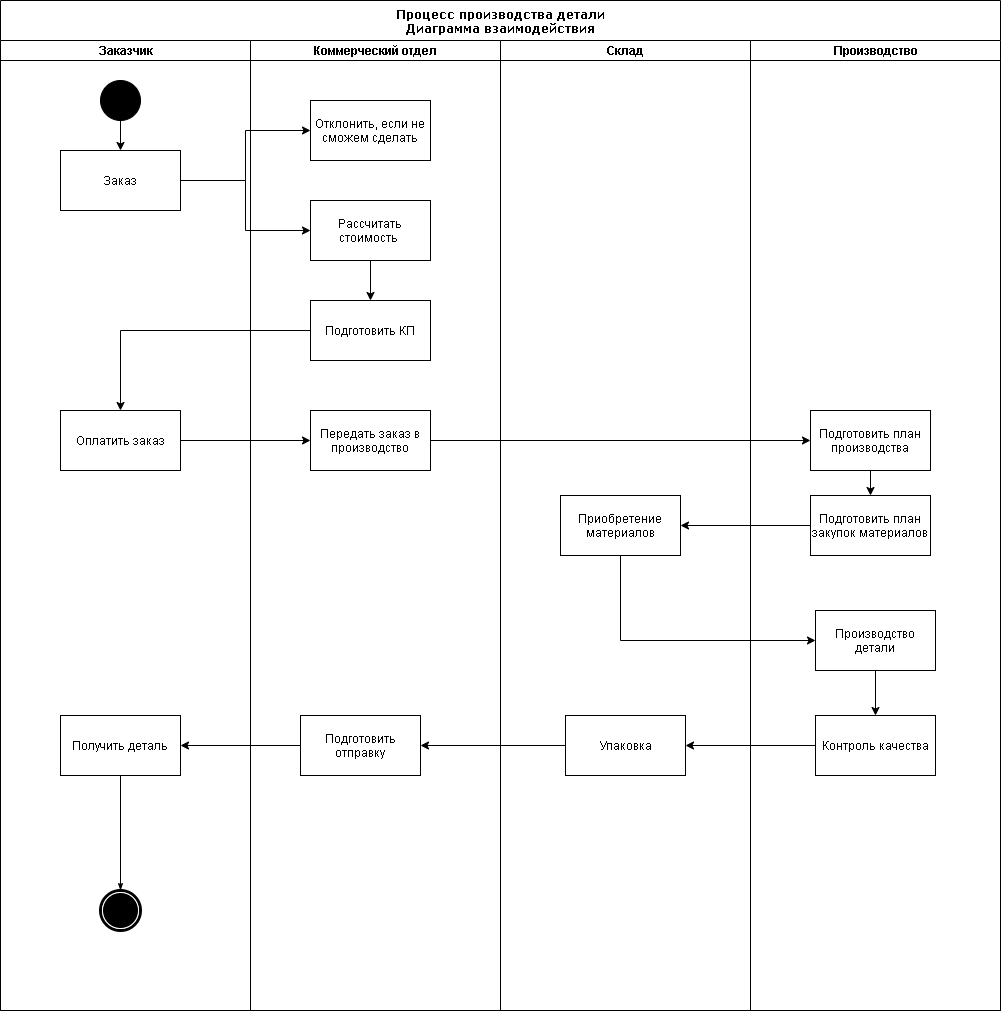 Процесс производства детали
Диаграмма взаимодействия
Заказчик
Коммерческий отдел
Склад
Производство
Заказ
Отклонить, если не
сможем сделать
Рассчитать
стоимость
Подготовить КП
Оплатить заказ
Передать заказ в
производство
Подготовить план
производства
Приобретение
материалов
Подготовить план
закупок материалов
Производство
детали
Получить деталь
Подготовить
отправку
Упаковка
Контроль качества